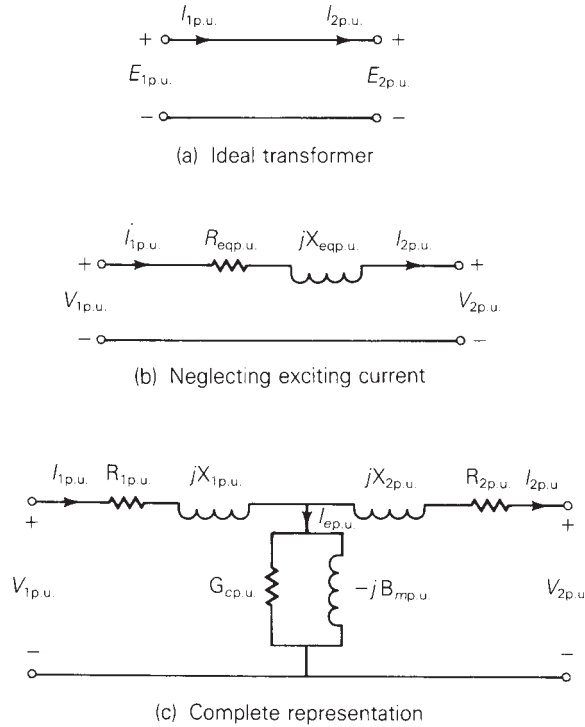 I1p.u. I2p.u.
+ +
E1p.u. E2p.u.
− −
(a) Ideal transformer
I1p.u. Reqp.u. jXeqp.u. I2p.u.
+ +
V1p.u. V2p.u.
− −
(b) Neglecting exciting current
I1p.u. R1p.u. jX1p.u. jX2p.u. R2p.u. I2p.u
+ Iep.u. +
V1p.u. Gcp.u. −jBmp.u. V2p.u
− −
(c) Complete representation